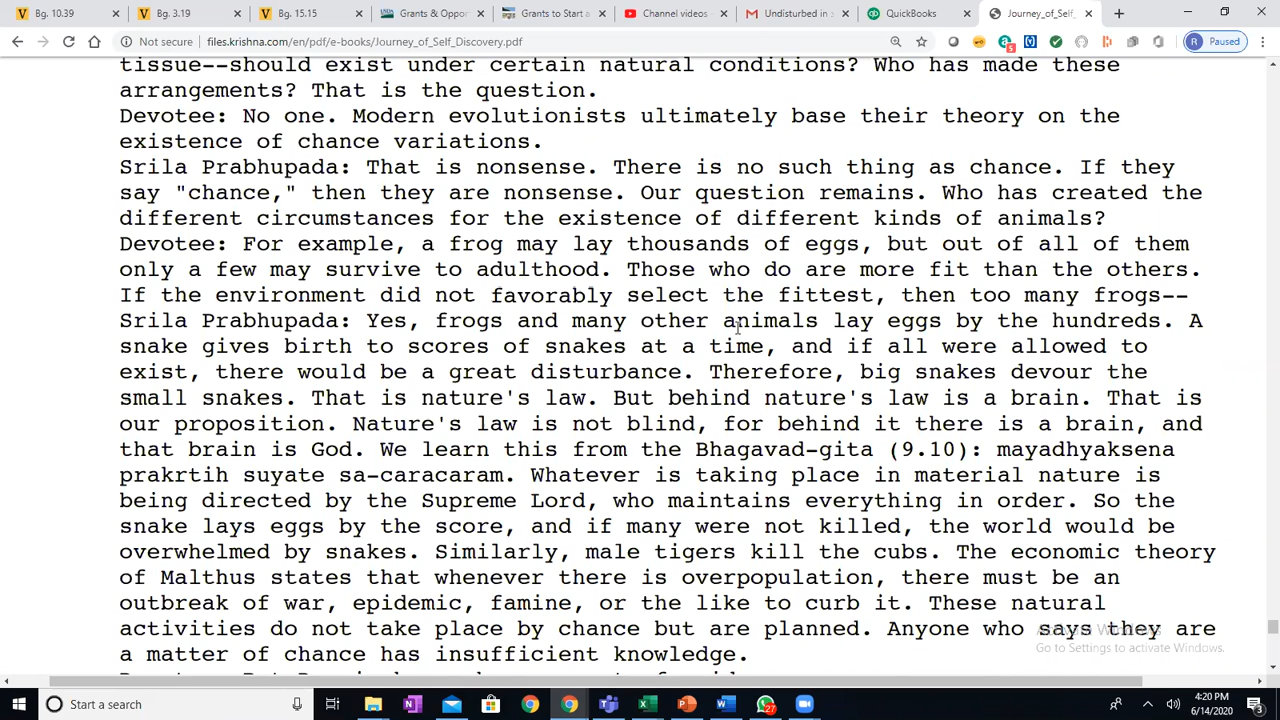 Bg. 10.39
Bg. 3.19
Bg. 15.15
Grants & Oppor
Grants to Start a
Channel videos
Undisturbed in s
QuickBooks
Journey_of_Self_
Not secure
files.krishna.com/en/pdf/e-books/Journey_of_Self_Discovery.pdf
5
R Paused
tissue--should exist under certain natural conditions? Who has made these
arrangements? That is the question.
Devotee: No one. Modern evolutionists ultimately base their theory on the
existence of chance variations.
Srila Prabhupada: That is nonsense. There is no such thing as chance. If they
say "chance," then they are nonsense. Our question remains. Who has created the
different circumstances for the existence of different kinds of animals?
Devotee: For example, a frog may lay thousands of eggs, but out of all of them
only a few may survive to adulthood. Those who do are more fit than the others.
If the environment did not favorably select the fittest, then too many frogs--
Srila Prabhupada: Yes, frogs and many other animals lay eggs by the hundreds. A
snake gives birth to scores of snakes at a time, and if all were allowed to
exist, there would be a great disturbance. Therefore, big snakes devour the
small snakes. That is nature's law. But behind nature's law is a brain. That is
our proposition. Nature's law is not blind, for behind it there is a brain, and
that brain is God. We learn this from the Bhagavad-gita (9.10): mayadhyaksena
prakrtih suyate sa-caracaram. Whatever is taking place in material nature is
being directed by the Supreme Lord, who maintains everything in order. So the
snake lays eggs by the score, and if many were not killed, the world would be
overwhelmed by snakes. Similarly, male tigers kill the cubs. The economic theory
of Malthus states that whenever there is overpopulation, there must be an
outbreak of war, epidemic, famine, or the like to curb it. These natural
activities do not take place by chance but are planned. Anyone who says they are
a matter of chance has insufficient knowledge.
Activate Windows
Go to Settings to activate Windows.
Start a search
27
4:20 PM
6/14/2020
3